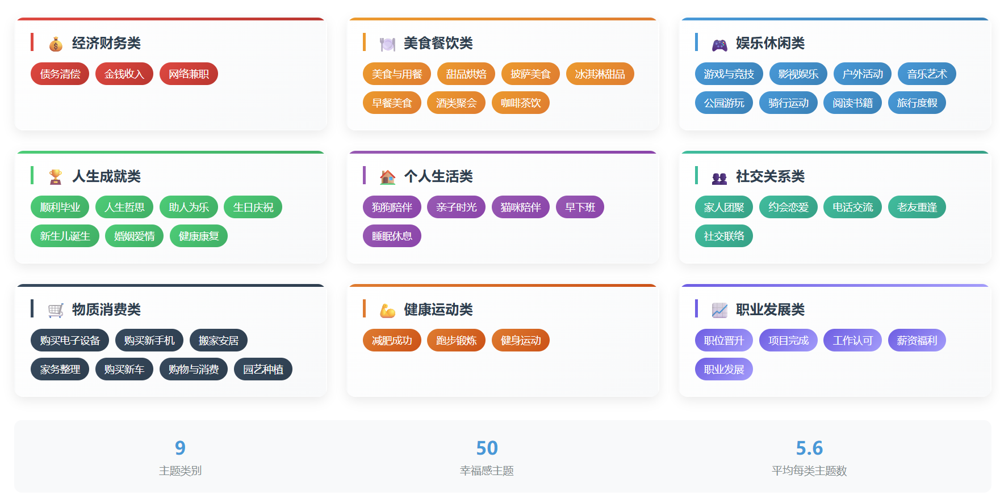 经济财务类
债务清偿 金钱收入 网络兼职
美食餐饮类
美食与用餐 甜品烘焙 披萨美食 冰淇淋甜品
早餐美食 酒类聚会 咖啡茶饮
娱乐休闲类
游戏与竞技 影视娱乐 户外活动 音乐艺术
公园游玩 骑行运动 阅读书籍 旅行度假
人生成就类
顺利毕业 人生哲思 助人为乐 生日庆祝
新生儿诞生 婚姻爱情 健康康复
个人生活类
狗狗陪伴 亲子时光 猫咪陪伴 早下班
睡眠休息
社交关系类
家人团聚 约会恋爱 电话交流 老友重逢
社交联络
物质消费类
购买电子设备 购买新手机 搬家安居
家务整理 购买新车 购物与消费 园艺种植
健康运动类
减肥成功 跑步锻炼 健身运动
职业发展类
职位晋升 项目完成 工作认可 薪资福利
职业发展
9
主题类别
50
幸福感主题
5.6
平均每类主题数